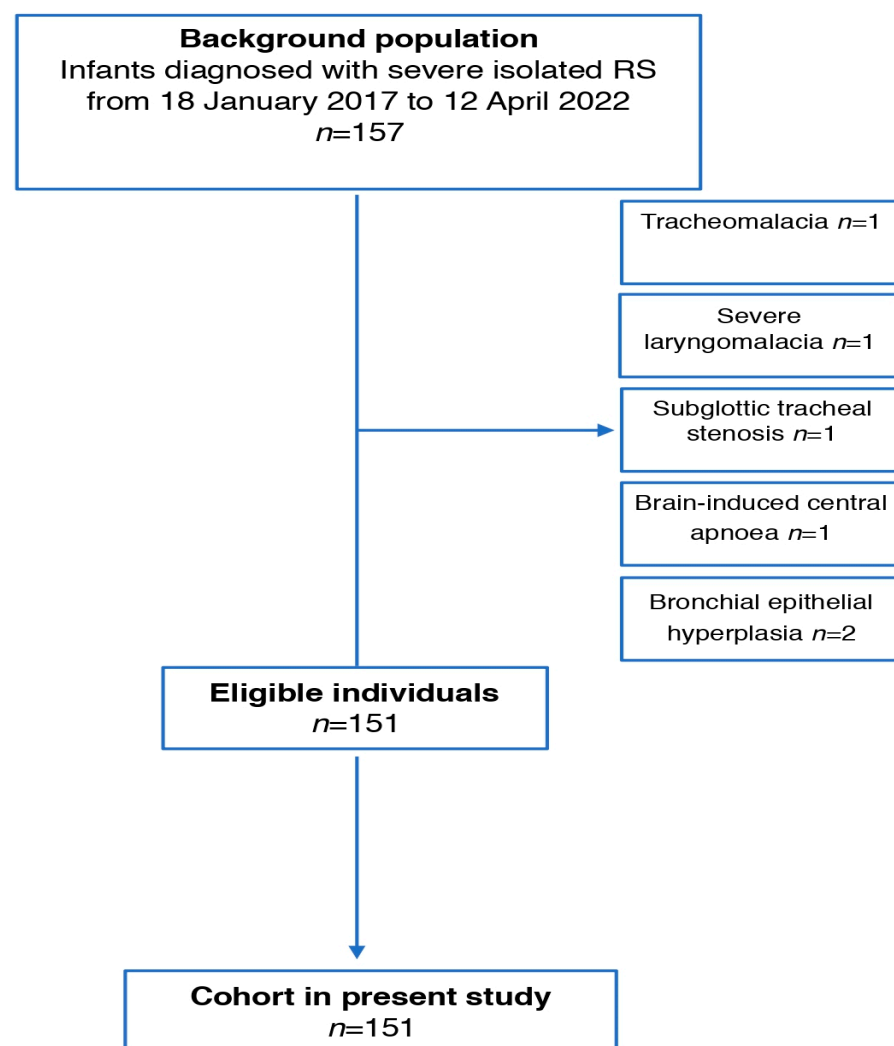 Background population
Infants diagnosed with severe isolated RS
from 18 January 2017 to 12 April 2022
n=157
Tracheomalacia n=1
Severe
laryngomalacia n=1
Subglottic tracheal
stenosis n=1
Brain-induced central
apnoea n=1
Bronchial epithelial
hyperplasia n=2
Eligible individuals
n=151
Cohort in present study
n=151